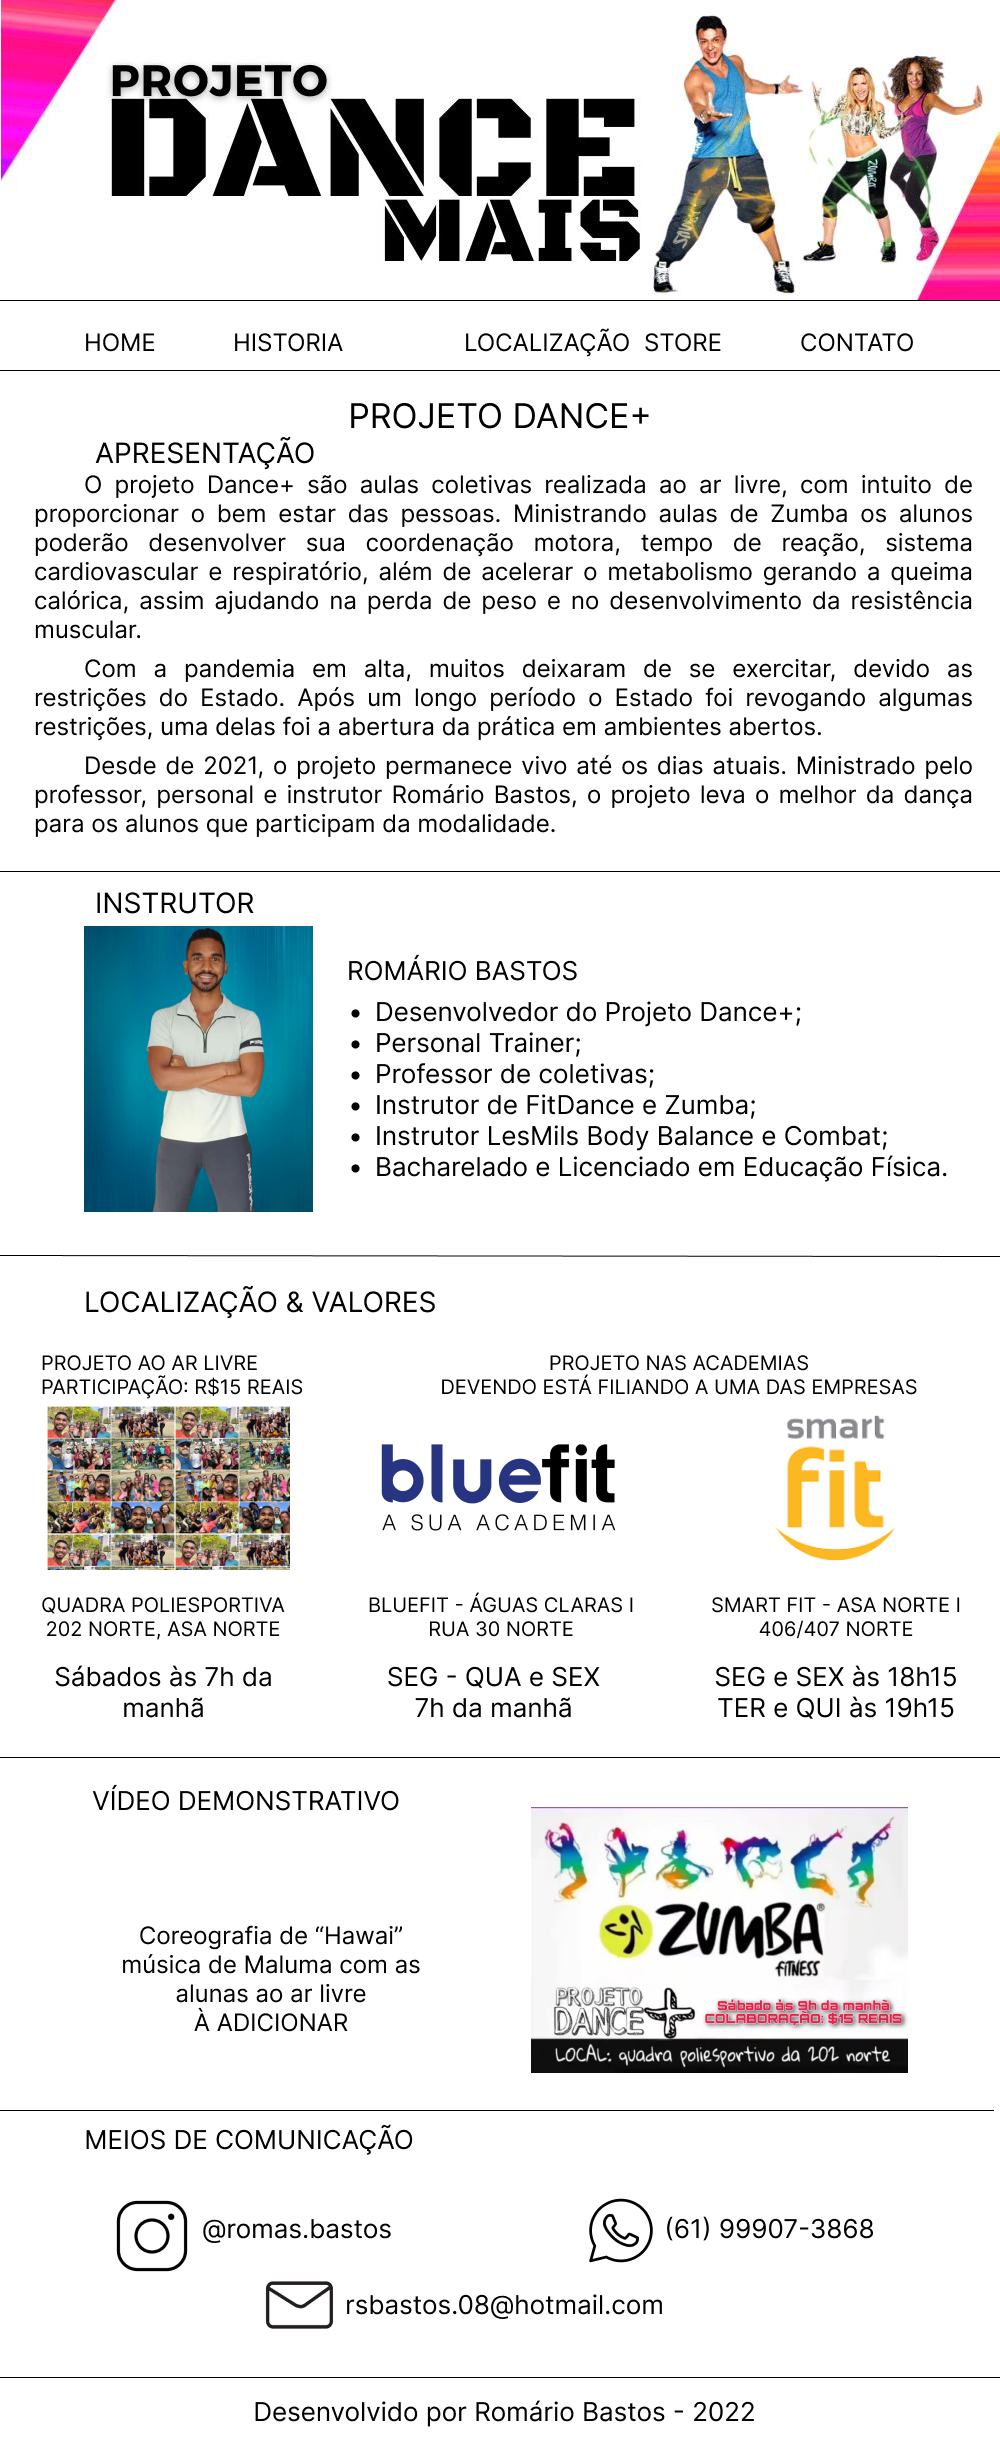 PROJETO
DANCE
MAIS
ZUMBA
ZUMBA
HOME HISTORIA LOCALIZAÇÃO STORE CONTATO
PROJETO DANCE+
APRESENTAÇÃO
O projeto Dance+ são aulas coletivas realizada ao ar livre, com intuito de
proporcionar o bem estar das pessoas. Ministrando aulas de Zumba os alunos
poderão desenvolver sua coordenação motora, tempo de reação, sistema
cardiovascular e respiratório, além de acelerar o metabolismo gerando a queima
calórica, assim ajudando na perda de peso e no desenvolvimento da resistência
muscular.
Com a pandemia em alta, muitos deixaram de se exercitar, devido as
restrições do Estado. Após um longo período o Estado foi revogando algumas
restrições, uma delas foi a abertura da prática em ambientes abertos.
Desde de 2021, o projeto permanece vivo até os dias atuais. Ministrado pelo
professor, personal e instrutor Romário Bastos, o projeto leva o melhor da dança
para os alunos que participam da modalidade.
INSTRUTOR
ROMÁRIO BASTOS
• Desenvolvedor do Projeto Dance+;
• Personal Trainer;
• Professor de coletivas;
• Instrutor de FitDance e Zumba;
• Instrutor LesMils Body Balance e Combat;
• Bacharelado e Licenciado em Educação Física.
LOCALIZAÇÃO & VALORES
PROJETO AO AR LIVRE
PARTICIPAÇÃO: R$15 REAIS
PROJETO NAS ACADEMIAS
DEVENDO ESTÁ FILIANDO A UMA DAS EMPRESAS
bluefit
A SUA ACADEMIA
smart
fit
QUADRA POLIESPORTIVA
202 NORTE, ASA NORTE
Sábados às 7h da
manhã
BLUEFIT - ÁGUAS CLARAS I
RUA 30 NORTE
SEG - QUA e SEX
7h da manhã
SMART FIT - ASA NORTE I
406/407 NORTE
SEG e SEX às 18h15
TER e QUI às 19h15
VÍDEO DEMONSTRATIVO
Coreografia de “Hawai”
música de Maluma com as
alunas ao ar livre
À ADICIONAR
ZUMBA®
FITNESS
PROJETO
DANCE+
Sábado às 9h da manhã
COLABORAÇÃO: $15 REAIS
LOCAL: quadra poliesportivo da 202 norte
MEIOS DE COMUNICAÇÃO
@romas.bastos
(61) 99907-3868
rsbastos.08@hotmail.com
Desenvolvido por Romário Bastos - 2022